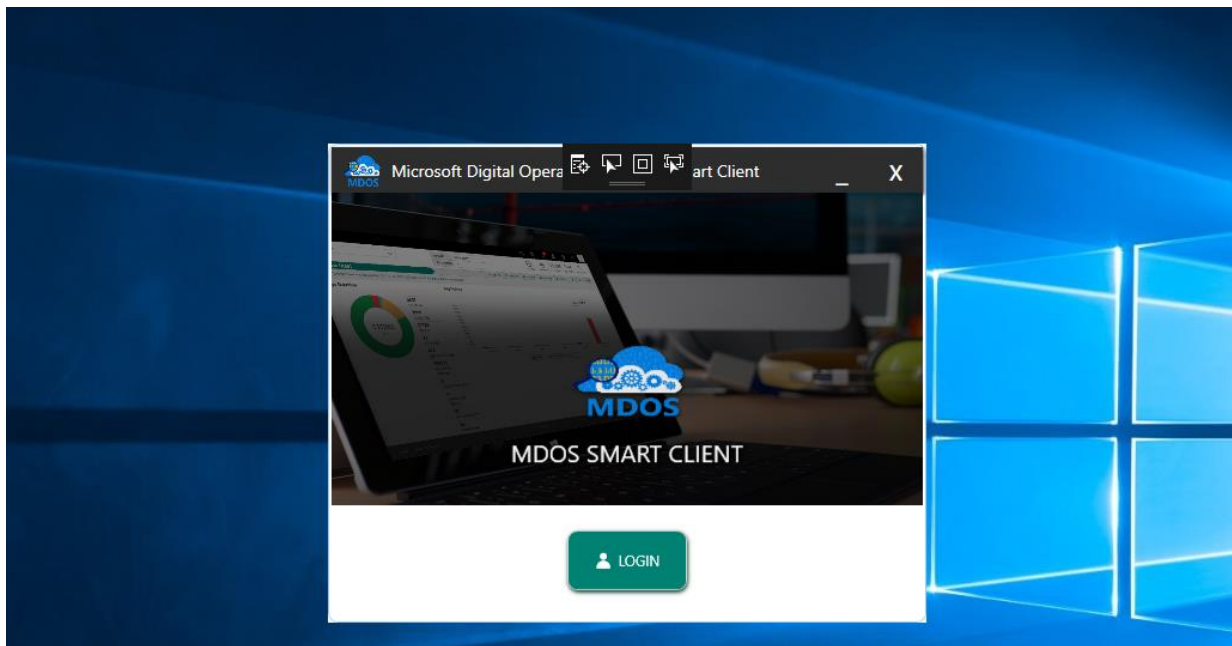 MDOS
Microsoft Digital Opera art Client _ X
MDOS
MDOS SMART CLIENT
LOGIN